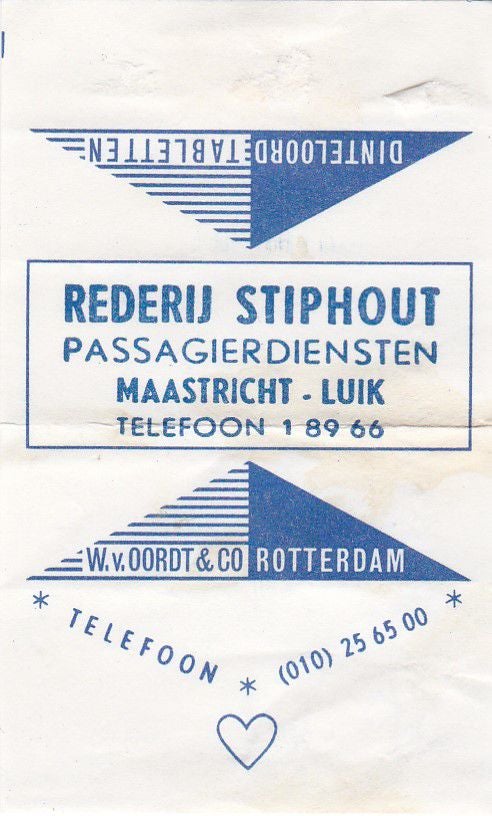 DINTELOORD TABLETTEN
REDERIJ STIPHOUT
PASSAGIERDIENSTEN
MAASTRICHT - LUIK
TELEFOON 1 89 66
W.v.OORDT & CO ROTTERDAM
* TELEFOON * (010) 25 65 00 *